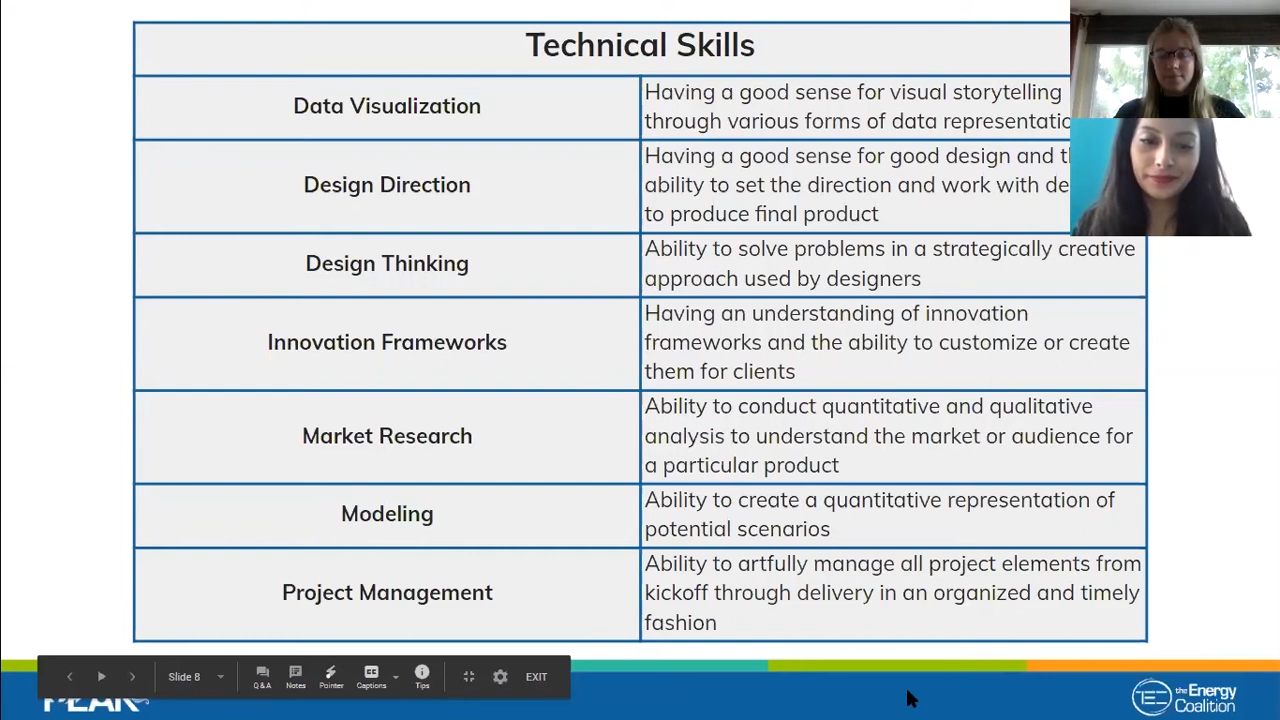 Technical Skills
Data Visualization
Having a good sense for visual storytelling
through various forms of data
Design Direction
Having a good sense for good design and
ability to set the direction and work with
to produce final product
Design Thinking
Ability to solve problems in a strategically creative
approach used by designers
Innovation Frameworks
Having an understanding of innovation
frameworks and the ability to customize or create
them for clients
Market Research
Ability to conduct quantitative and qualitative
analysis to understand the market or audience for
a particular product
Modeling
Ability to create a quantitative representation of
potential scenarios
Project Management
Ability to artfully manage all project elements from
kickoff through delivery in an organized and timely
fashion
Slide 8
Q&A
Notes
Pointer
Captions
Tips
EXIT
PEAK
TEC
the Energy
Coalition